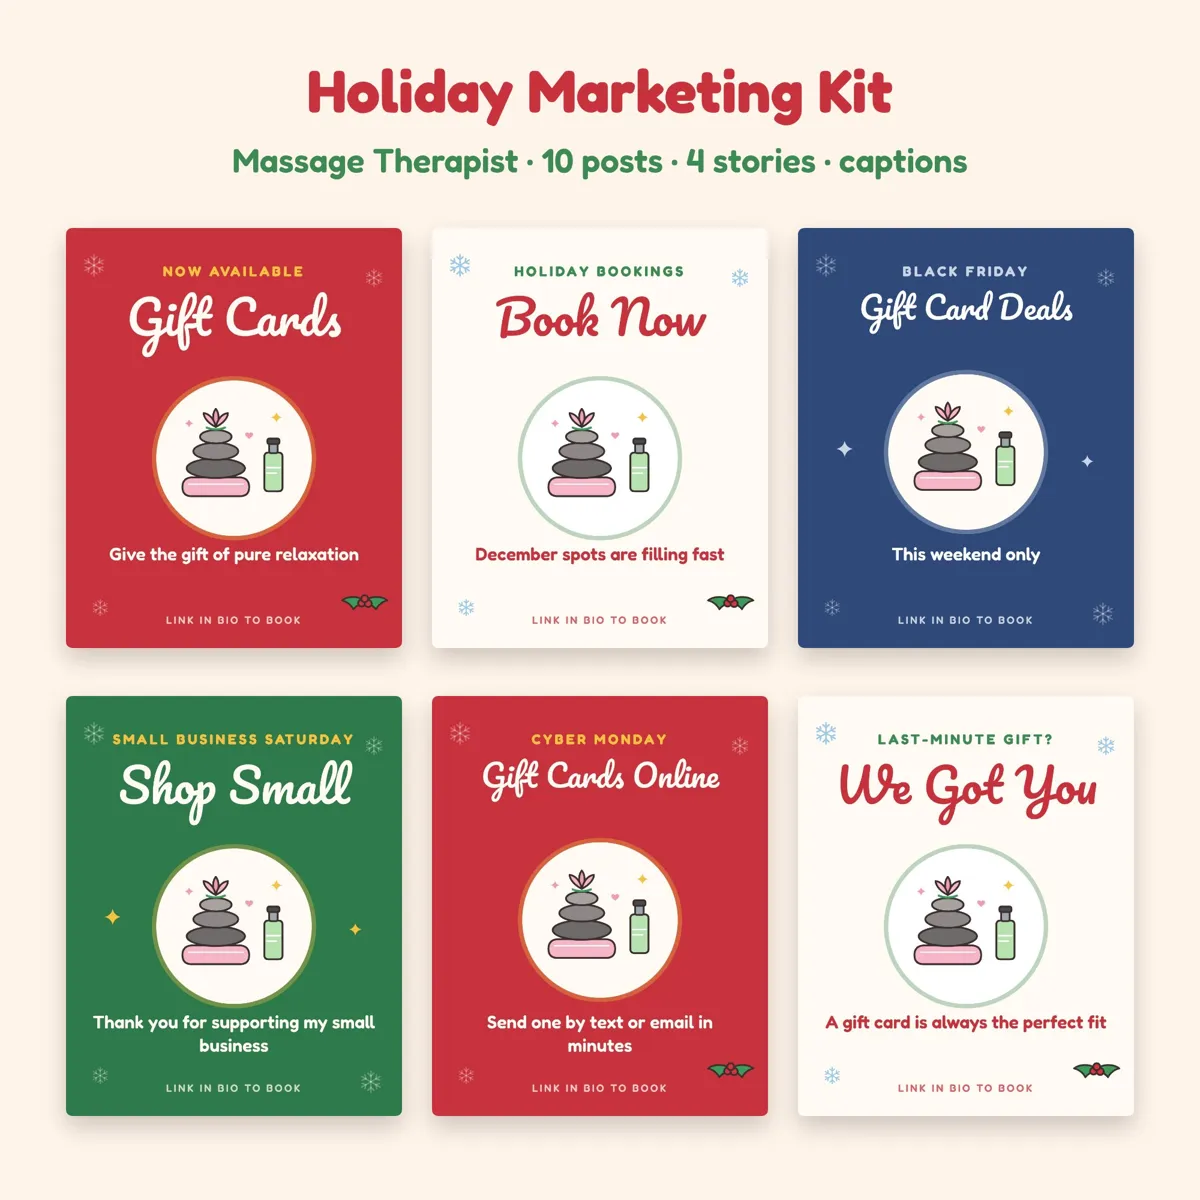 Holiday Marketing Kit
Massage Therapist · 10 posts · 4 stories · captions
NOW AVAILABLE
Gift Cards
Give the gift of pure relaxation
LINK IN BIO TO BOOK
HOLIDAY BOOKINGS
Book Now
December spots are filling fast
LINK IN BIO TO BOOK
BLACK FRIDAY
Gift Card Deals
This weekend only
LINK IN BIO TO BOOK
SMALL BUSINESS SATURDAY
Shop Small
Thank you for supporting my small
business
LINK IN BIO TO BOOK
CYBER MONDAY
Gift Cards Online
Send one by text or email in
minutes
LINK IN BIO TO BOOK
LAST-MINUTE GIFT?
We Got You
A gift card is always the perfect fit
LINK IN BIO TO BOOK